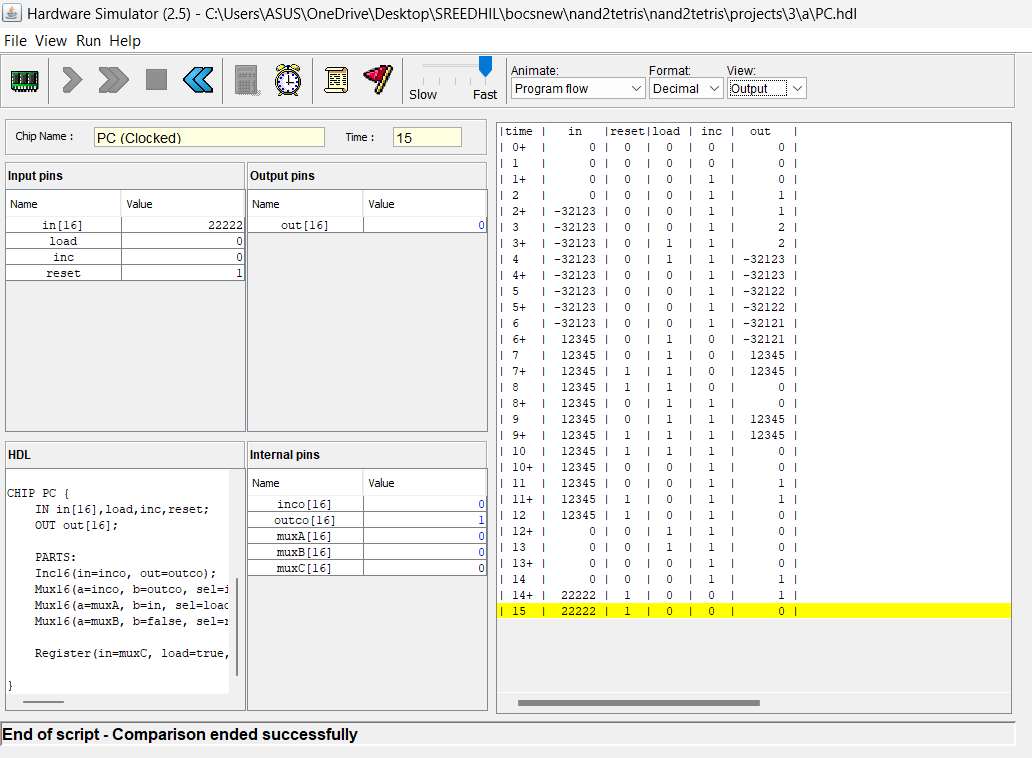 Hardware Simulator (2.5) - C:\Users\ASUS\OneDrive\Desktop\SREEDHIL\bocsnew\nand2tetris\nand2tetris\projects\3\a\PC.hdl
File View Run Help
Slow Fast
Animate:
Program flow
Format:
Decimal
View:
Output
Chip Name : PC (Clocked) Time : 15
Input pins
Name Value
in[16] 22222
load 0
inc 0
reset 1
Output pins
Name Value
out[16] 0
HDL
CHIP PC {
IN in[16],load,inc,reset;
OUT out[16];
PARTS:
Inc16(in=inco, out=outco);
Mux16(a=inco, b=outco, sel=i
Mux16(a=muxA, b=in, sel=load
Mux16(a=muxB, b=false, sel=r
Register(in=muxC, load=true,
}
Internal pins
Name Value
inco[16] 0
outco[16] 1
muxA[16] 0
muxB[16] 0
muxC[16] 0
|time | in |reset|load | inc | out |
| 0+ | 0 | 0 | 0 | 0 | 0 |
| 1 | 0 | 0 | 0 | 0 | 0 |
| 1+ | 0 | 0 | 0 | 1 | 0 |
| 2 | 0 | 0 | 0 | 1 | 1 |
| 2+ | -32123 | 0 | 0 | 1 | 1 |
| 3 | -32123 | 0 | 0 | 1 | 2 |
| 3+ | -32123 | 0 | 1 | 1 | 2 |
| 4 | -32123 | 0 | 1 | 1 | -32123 |
| 4+ | -32123 | 0 | 0 | 1 | -32123 |
| 5 | -32123 | 0 | 0 | 1 | -32122 |
| 5+ | -32123 | 0 | 0 | 1 | -32122 |
| 6 | -32123 | 0 | 0 | 1 | -32121 |
| 6+ | 12345 | 0 | 1 | 0 | -32121 |
| 7 | 12345 | 0 | 1 | 0 | 12345 |
| 7+ | 12345 | 1 | 1 | 0 | 12345 |
| 8 | 12345 | 1 | 1 | 0 | 0 |
| 8+ | 12345 | 0 | 1 | 1 | 0 |
| 9 | 12345 | 0 | 1 | 1 | 12345 |
| 9+ | 12345 | 1 | 1 | 1 | 12345 |
| 10 | 12345 | 1 | 1 | 1 | 0 |
| 10+ | 12345 | 0 | 0 | 1 | 0 |
| 11 | 12345 | 0 | 0 | 1 | 1 |
| 11+ | 12345 | 1 | 0 | 1 | 1 |
| 12 | 12345 | 1 | 0 | 1 | 0 |
| 12+ | 0 | 0 | 1 | 1 | 0 |
| 13 | 0 | 0 | 1 | 1 | 0 |
| 13+ | 0 | 0 | 0 | 1 | 0 |
| 14 | 0 | 0 | 0 | 1 | 1 |
| 14+ | 22222 | 1 | 0 | 0 | 1 |
| 15 | 22222 | 1 | 0 | 0 | 0 |
End of script - Comparison ended successfully